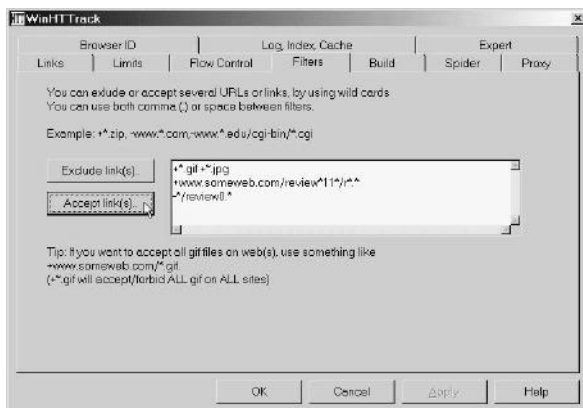 WinHTTrack
Browser ID Log, Index, Cache Expert
Links Limits Flow Control Filters Build Spider Proxy
You can exlude or accept several URLs or links, by using wild cards
You can use both comma (,) or space between filters.
Example: +*.zip, -www.*.com,-www.*.edu/cgi-bin/*.cgi
Exclude link(s)..
Accept link(s)..
+*.gif +*.jpg
+www.someweb.com/review*11*/r*.*
-*/review[].*
Tip: If you want to accept all gif files on web(s), use something like
+www.someweb.com/*.gif.
(+*.gif will accept/forbid ALL gif on ALL sites)
OK Cancel Apply Help